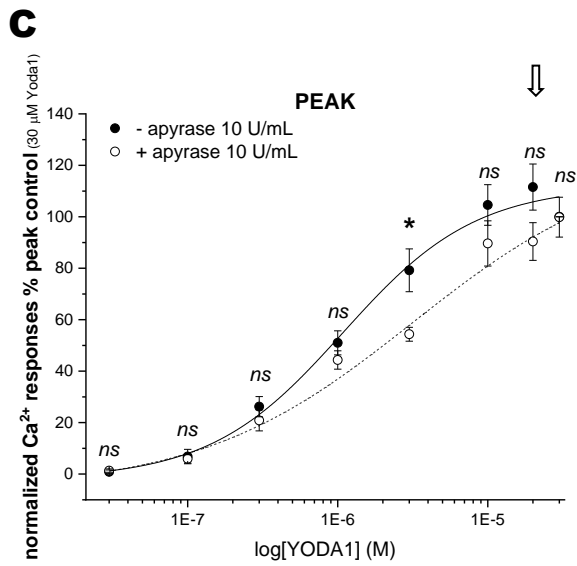 C
PEAK
- apyrase 10 U/mL
+ apyrase 10 U/mL
normalized Ca²⁺ responses % peak control (30 µM Yoda1)
140
120
100
80
60
40
20
0
ns
ns
ns
ns
*
ns
ns
ns
1E-7
1E-6
1E-5
log[YODA1] (M)